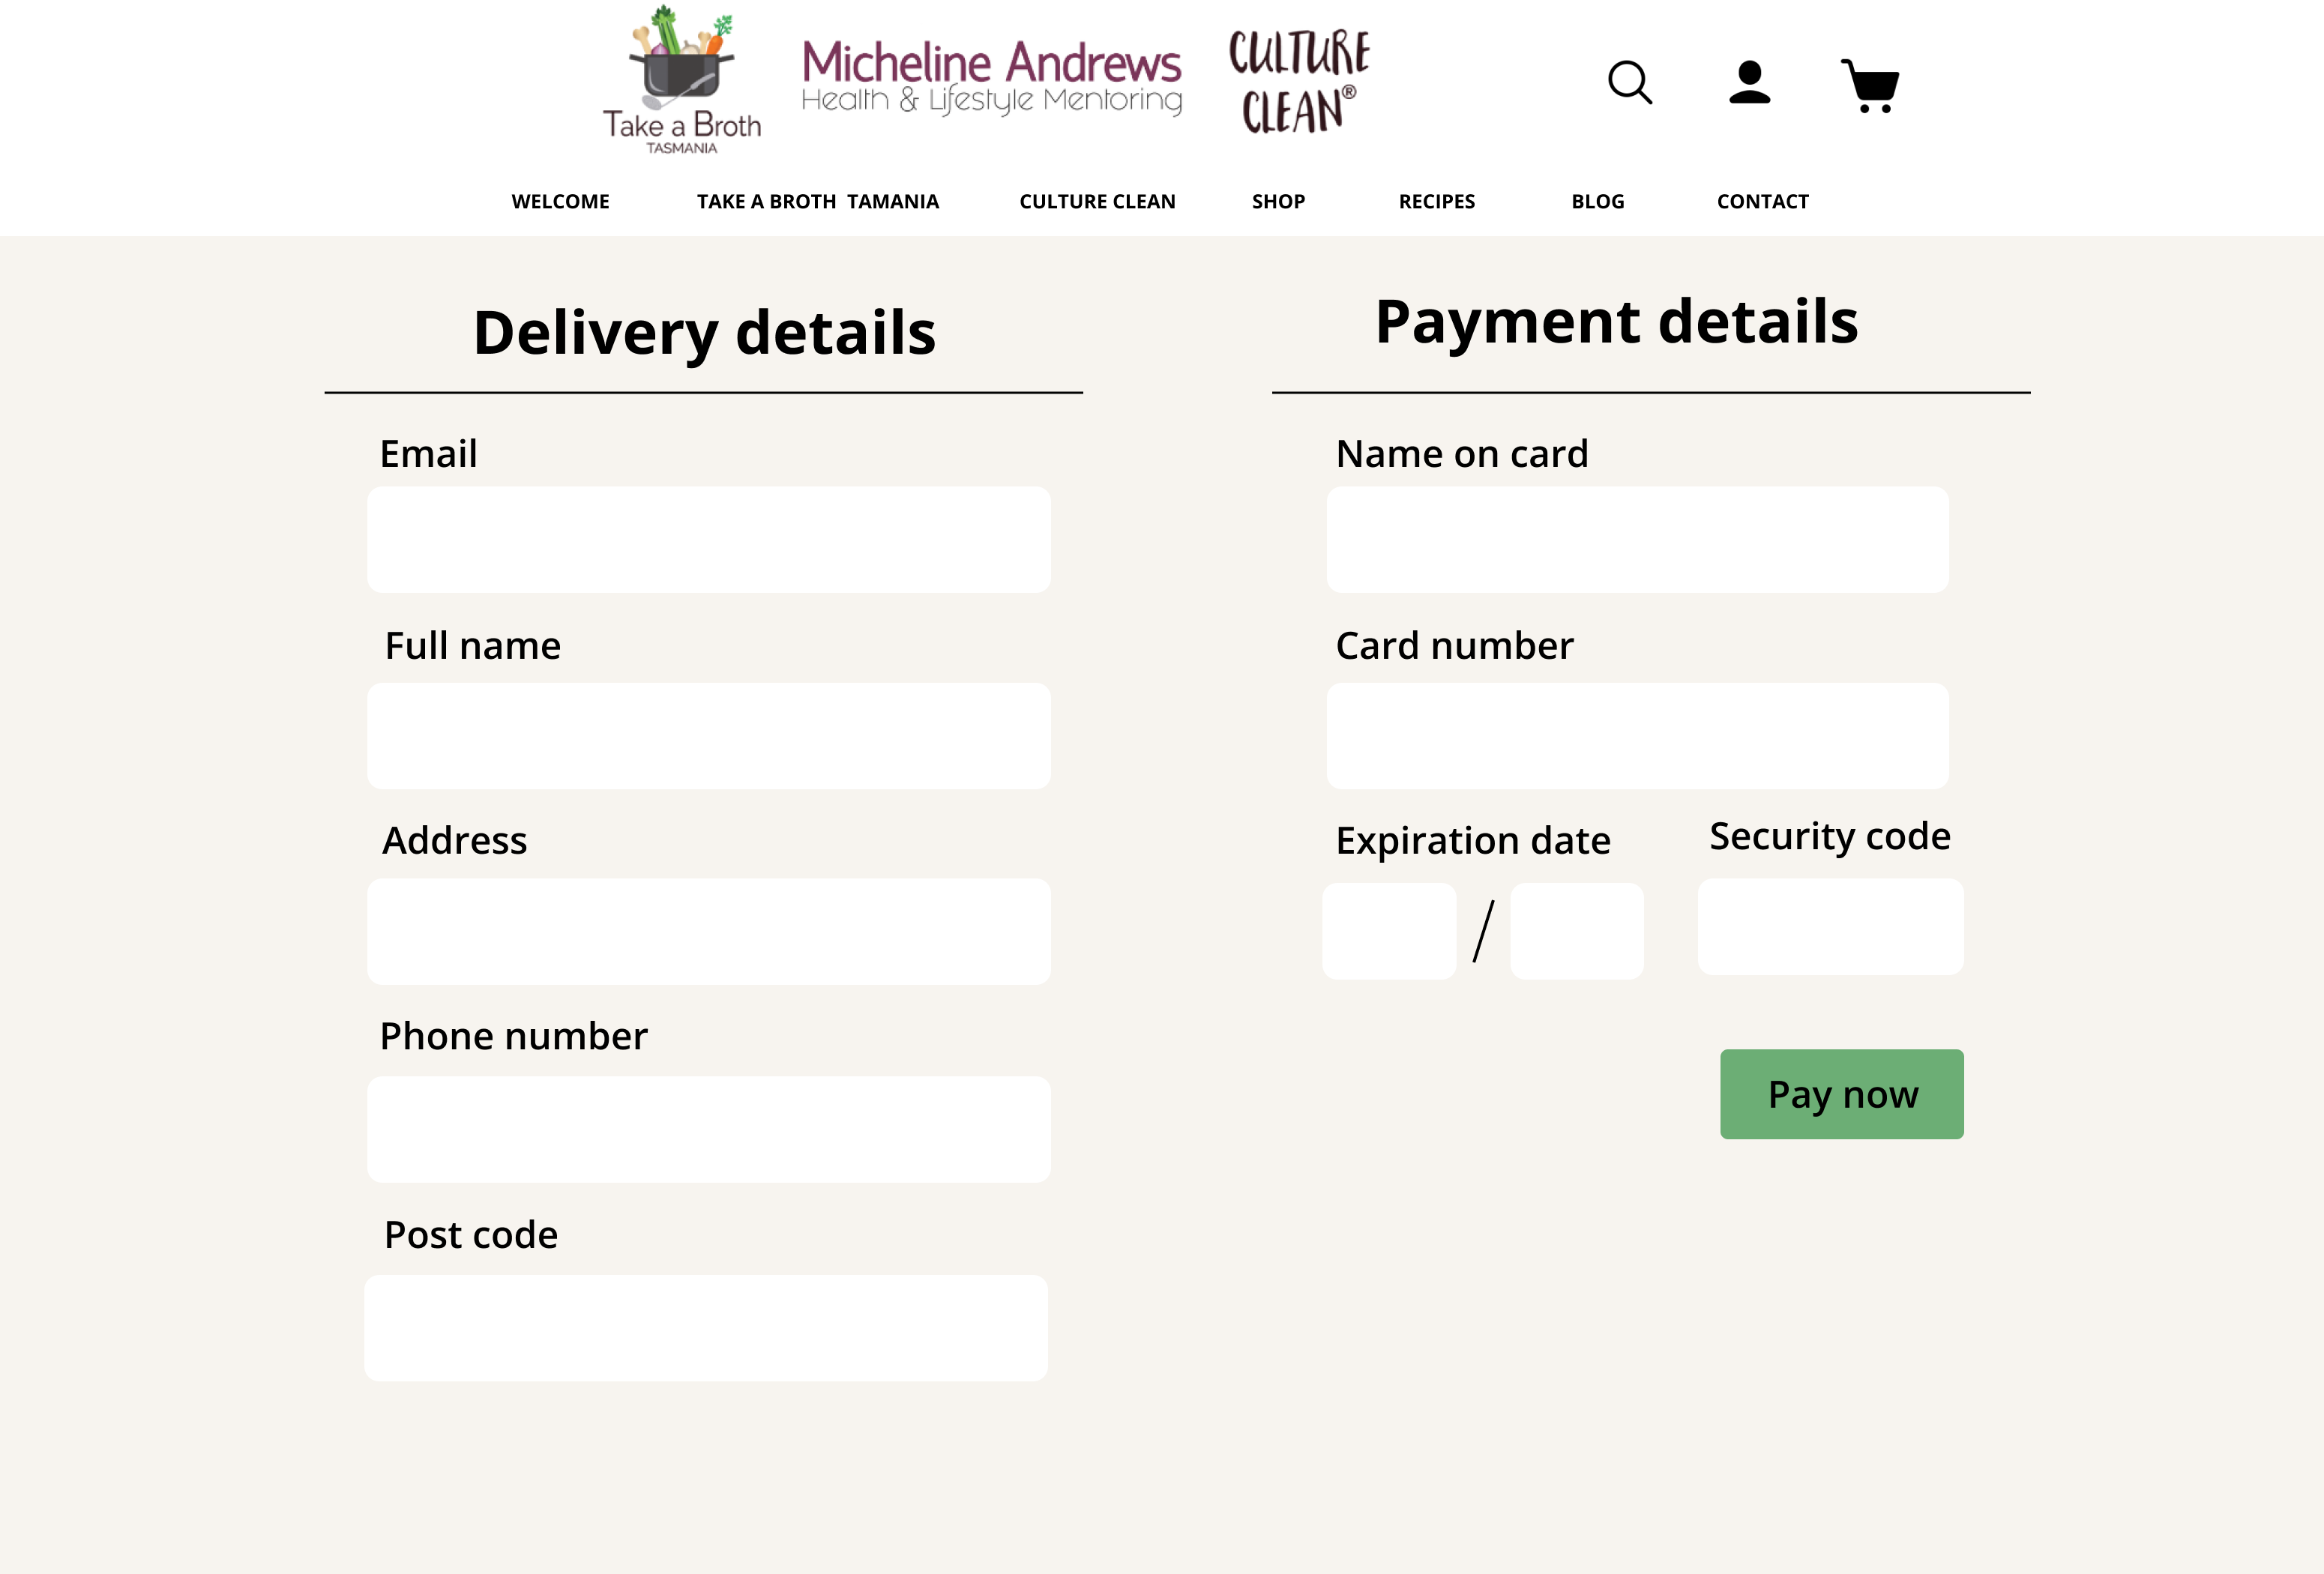 Take a Broth
TASMANIA
Micheline Andrews
Health & Lifestyle Mentoring
CULTURE
CLEAN®
WELCOME
TAKE A BROTH TAMANIA
CULTURE CLEAN
SHOP
RECIPES
BLOG
CONTACT
Delivery details
Email
Full name
Address
Phone number
Post code
Payment details
Name on card
Card number
Expiration date
Security code
/
Pay now